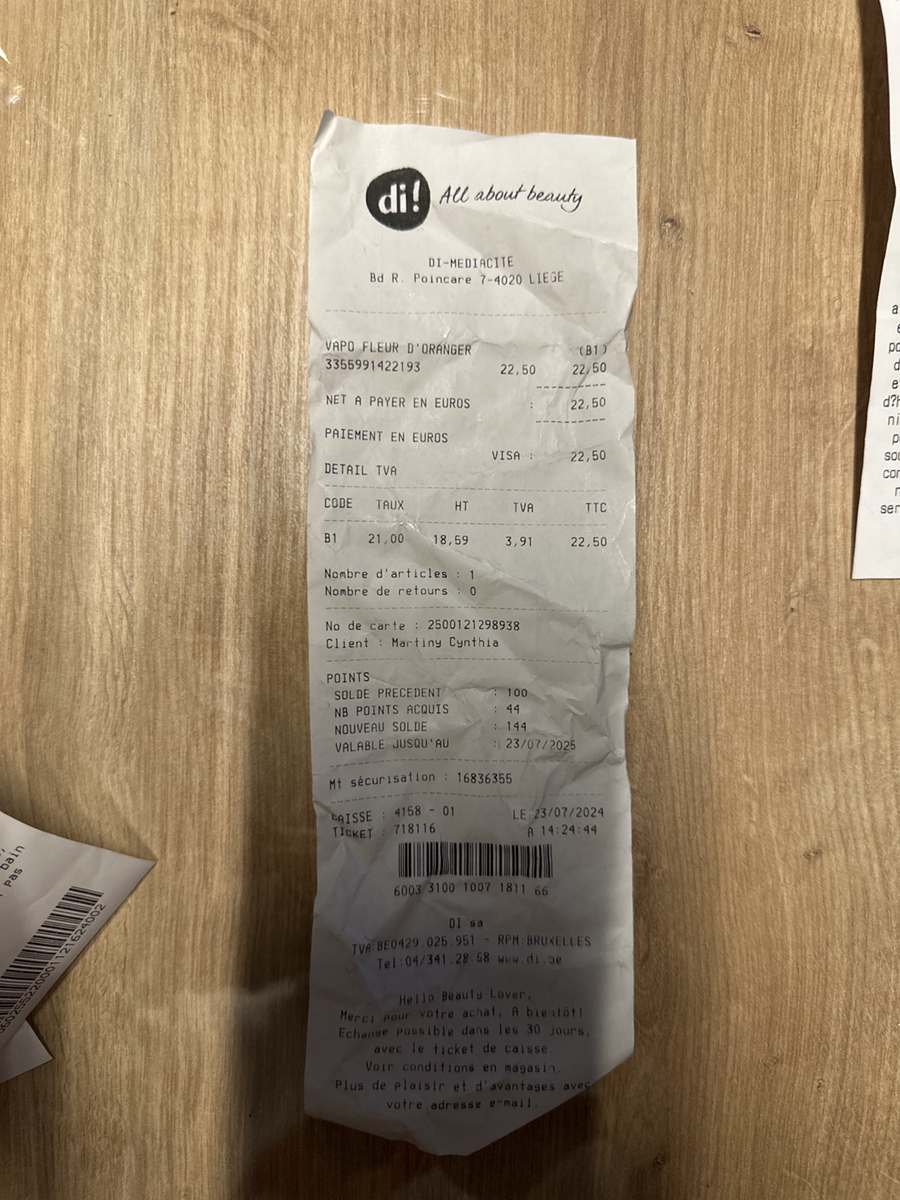 di! All about beauty
DI-MEDIACITE
Bd R. Poincare 7-4020 LIEGE
VAPO FLEUR D'ORANGER (B1)
3355991422193 22,50 22,50
NET A PAYER EN EUROS : 22,50
PAIEMENT EN EUROS
VISA : 22,50
DETAIL TVA
CODE TAUX HT TVA TTC
B1 21,00 18,59 3,91 22,50
Nombre d'articles : 1
Nombre de retours : 0
No de carte : 2500121298938
Client : Martiny Cynthia
POINTS
SOLDE PRECEDENT : 100
NB POINTS ACQUIS : 44
NOUVEAU SOLDE : 144
VALABLE JUSQU'AU : 23/07/2025
Mt sécurisation : 16836355
CAISSE : 4158 - 01 LE 23/07/2024
TICKET : 718116 A 14:24:44
6003 3100 1007 1811 66
DI sa
TVA BE0429.026.951 - RPM BRUXELLES
Tel:04/341.28.68 www.di.be
Hello Beauty Lover,
Merci pour votre achat. A bientôt!
Echange possible dans les 30 jours,
avec le ticket de caisse.
Voir conditions en magasin.
Plus de plaisir et d'avantages avec
votre adresse e-mail.
bain
pas